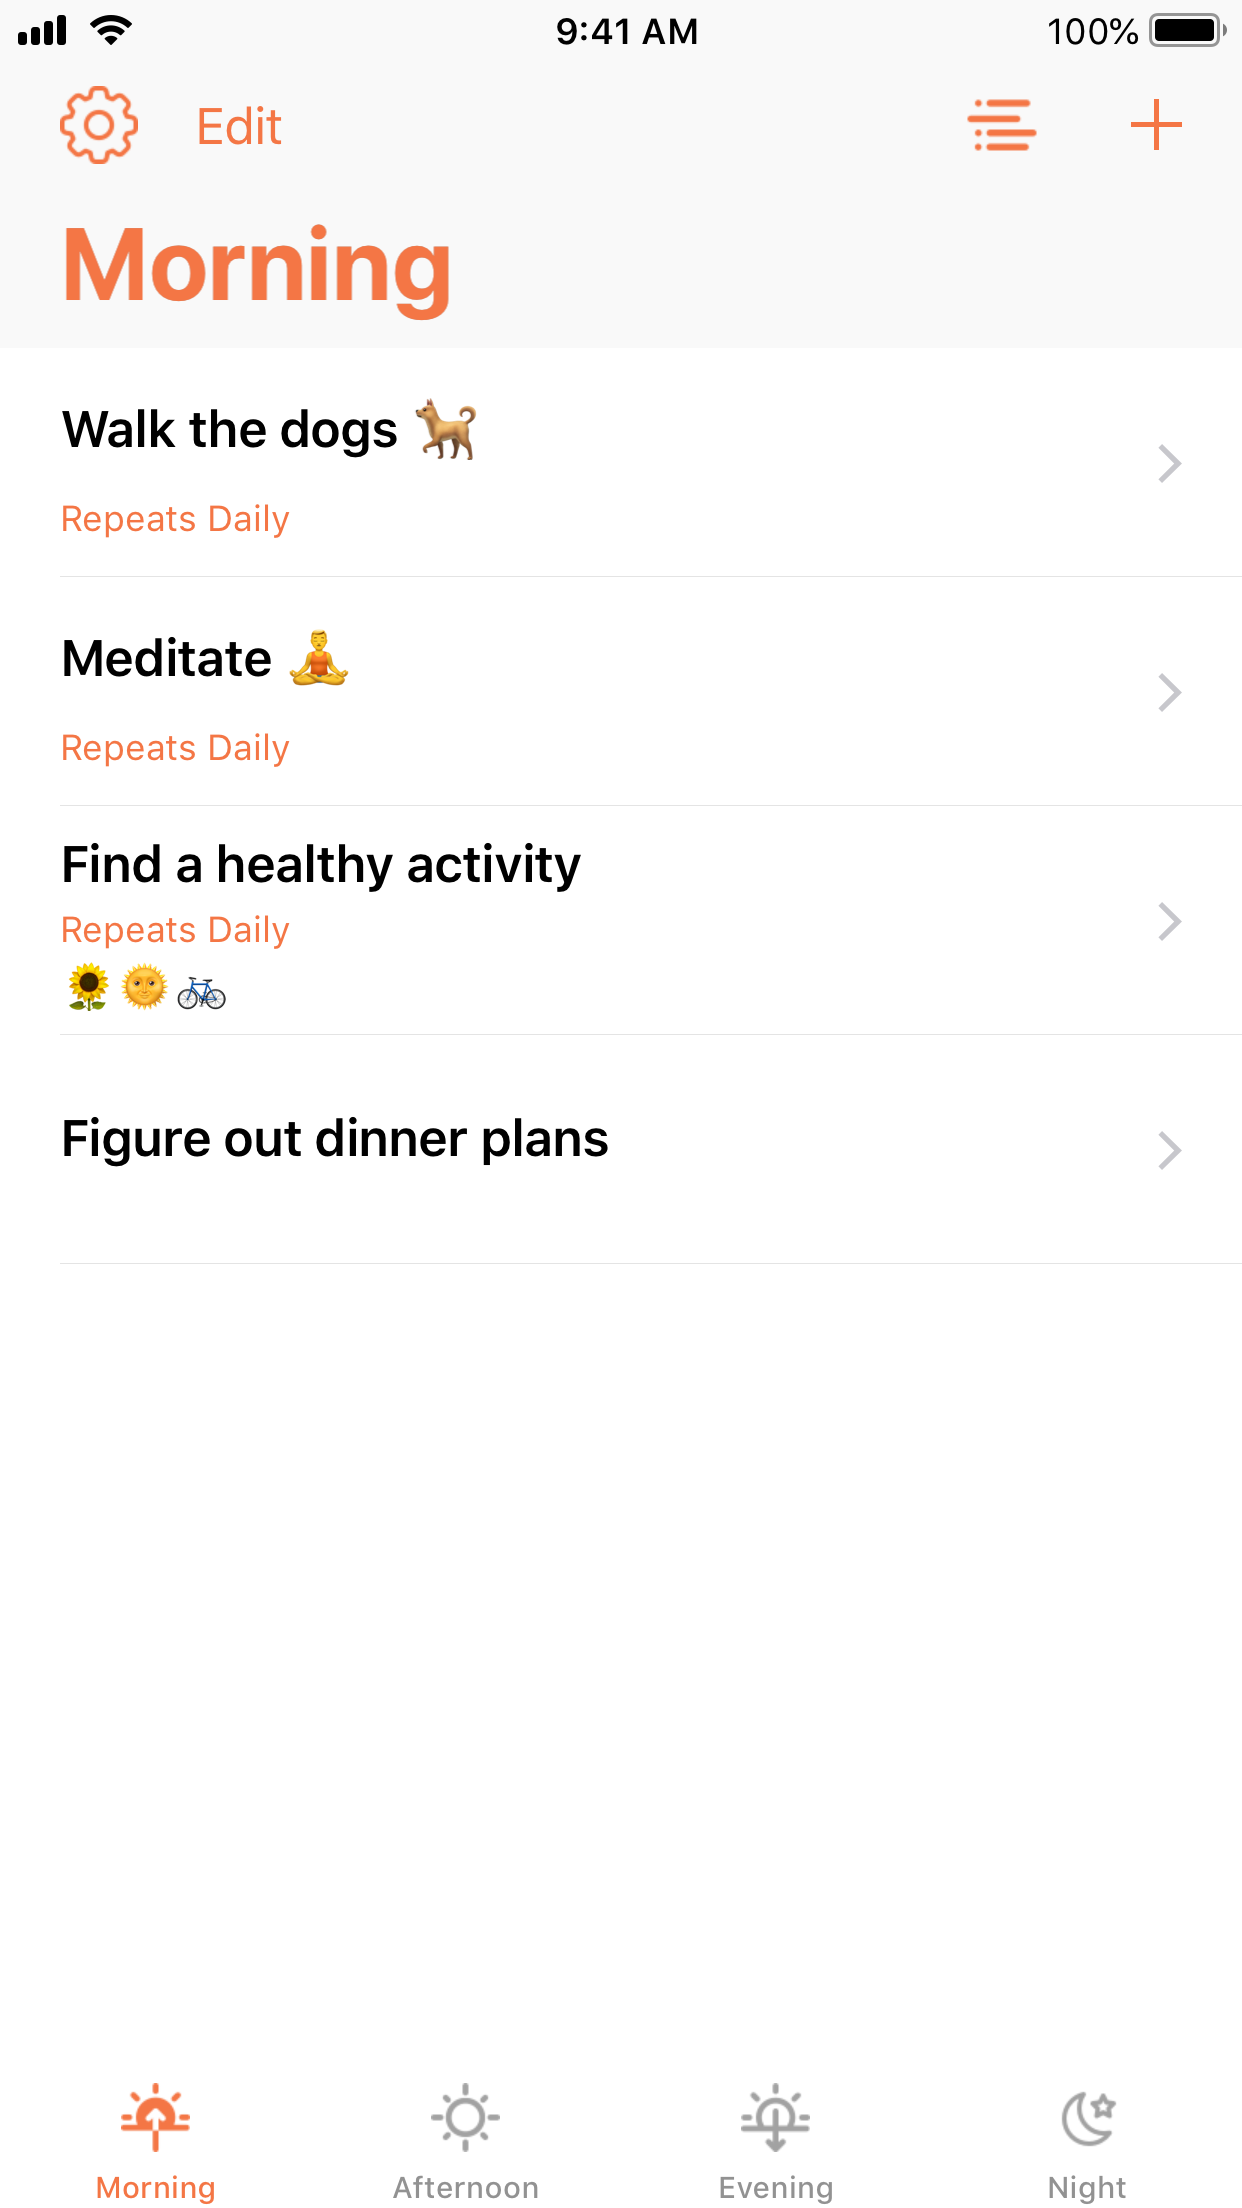 9:41 AM
100%
Edit
Morning
Walk the dogs 🐕
Repeats Daily
Meditate 🧘‍♂️
Repeats Daily
Find a healthy activity
Repeats Daily
🌻🌞🚲
Figure out dinner plans
Morning
Afternoon
Evening
Night